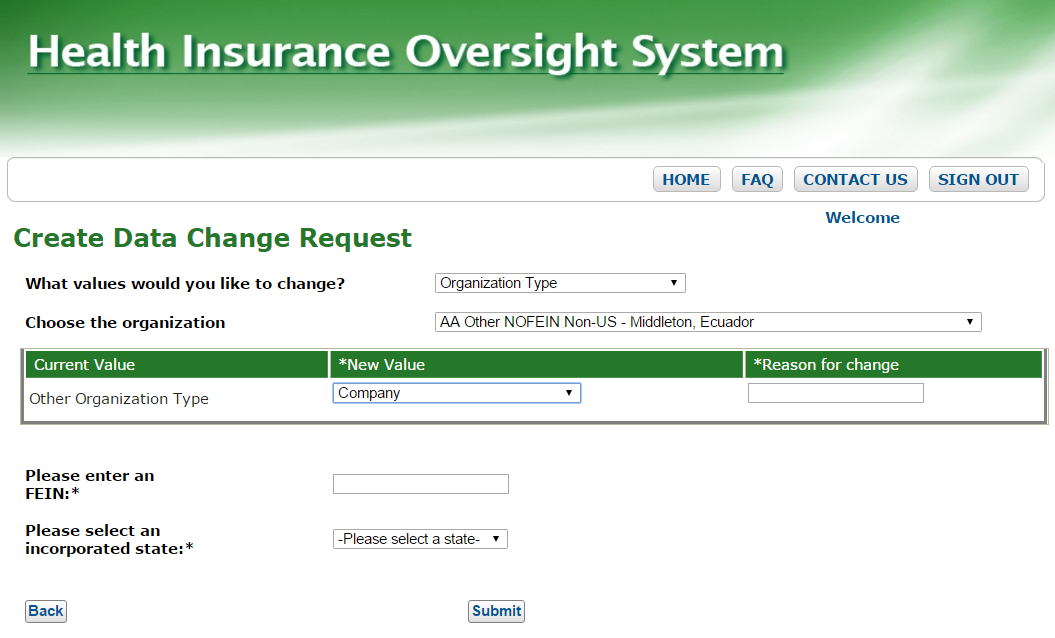 Health Insurance Oversight System
HOME FAQ CONTACT US SIGN OUT
Welcome
Create Data Change Request
What values would you like to change? Organization Type
Choose the organization AA Other NOFEIN Non-US - Middleton, Ecuador
Current Value *New Value *Reason for change
Other Organization Type Company
Please enter an
FEIN:*
Please select an
incorporated state:* -Please select a state-
Back Submit